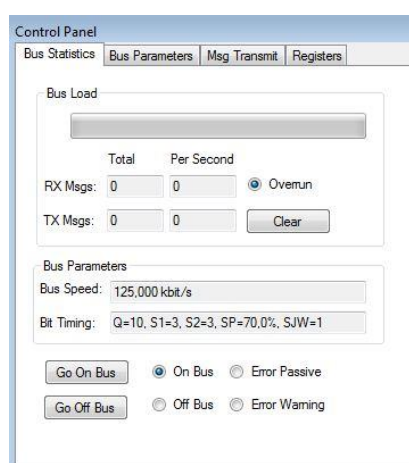 Control Panel
Bus Statistics Bus Parameters Msg Transmit Registers
Bus Load
Total Per Second
RX Msgs: 0 0 Overrun
TX Msgs: 0 0 Clear
Bus Parameters
Bus Speed: 125,000 kbit/s
Bit Timing: Q=10, S1=3, S2=3, SP=70,0%, SJW=1
Go On Bus On Bus Error Passive
Go Off Bus Off Bus Error Warning